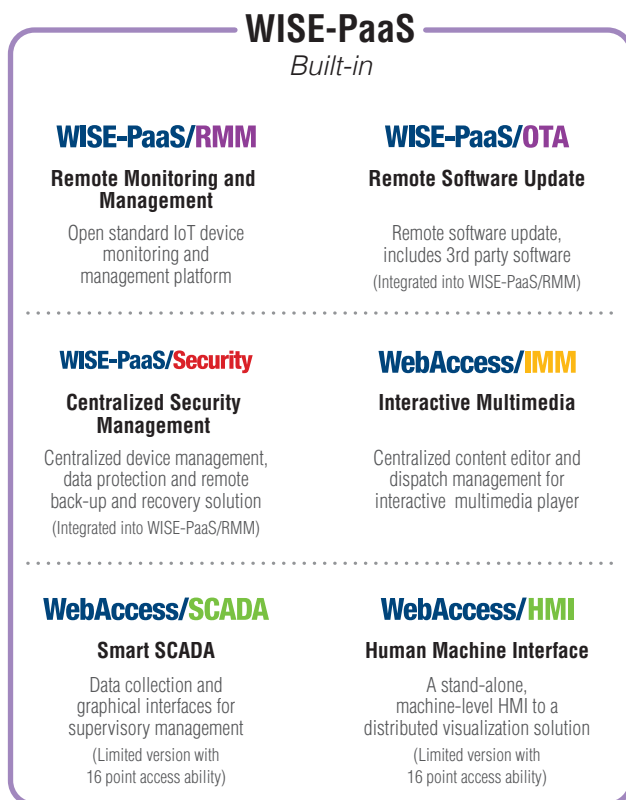 WISE-PaaS
Built-in
WISE-PaaS/RMM
Remote Monitoring and
Management
Open standard IoT device
monitoring and
management platform
WISE-PaaS/OTA
Remote Software Update
Remote software update,
includes 3rd party software
(Integrated into WISE-PaaS/RMM)
WISE-PaaS/Security
Centralized Security
Management
Centralized device management,
data protection and remote
back-up and recovery solution
(Integrated into WISE-PaaS/RMM)
WebAccess/IMM
Interactive Multimedia
Centralized content editor and
dispatch management for
interactive multimedia player
WebAccess/SCADA
Smart SCADA
Data collection and
graphical interfaces for
supervisory management
(Limited version with
16 point access ability)
WebAccess/HMI
Human Machine Interface
A stand-alone,
machine-level HMI to a
distributed visualization solution
(Limited version with
16 point access ability)